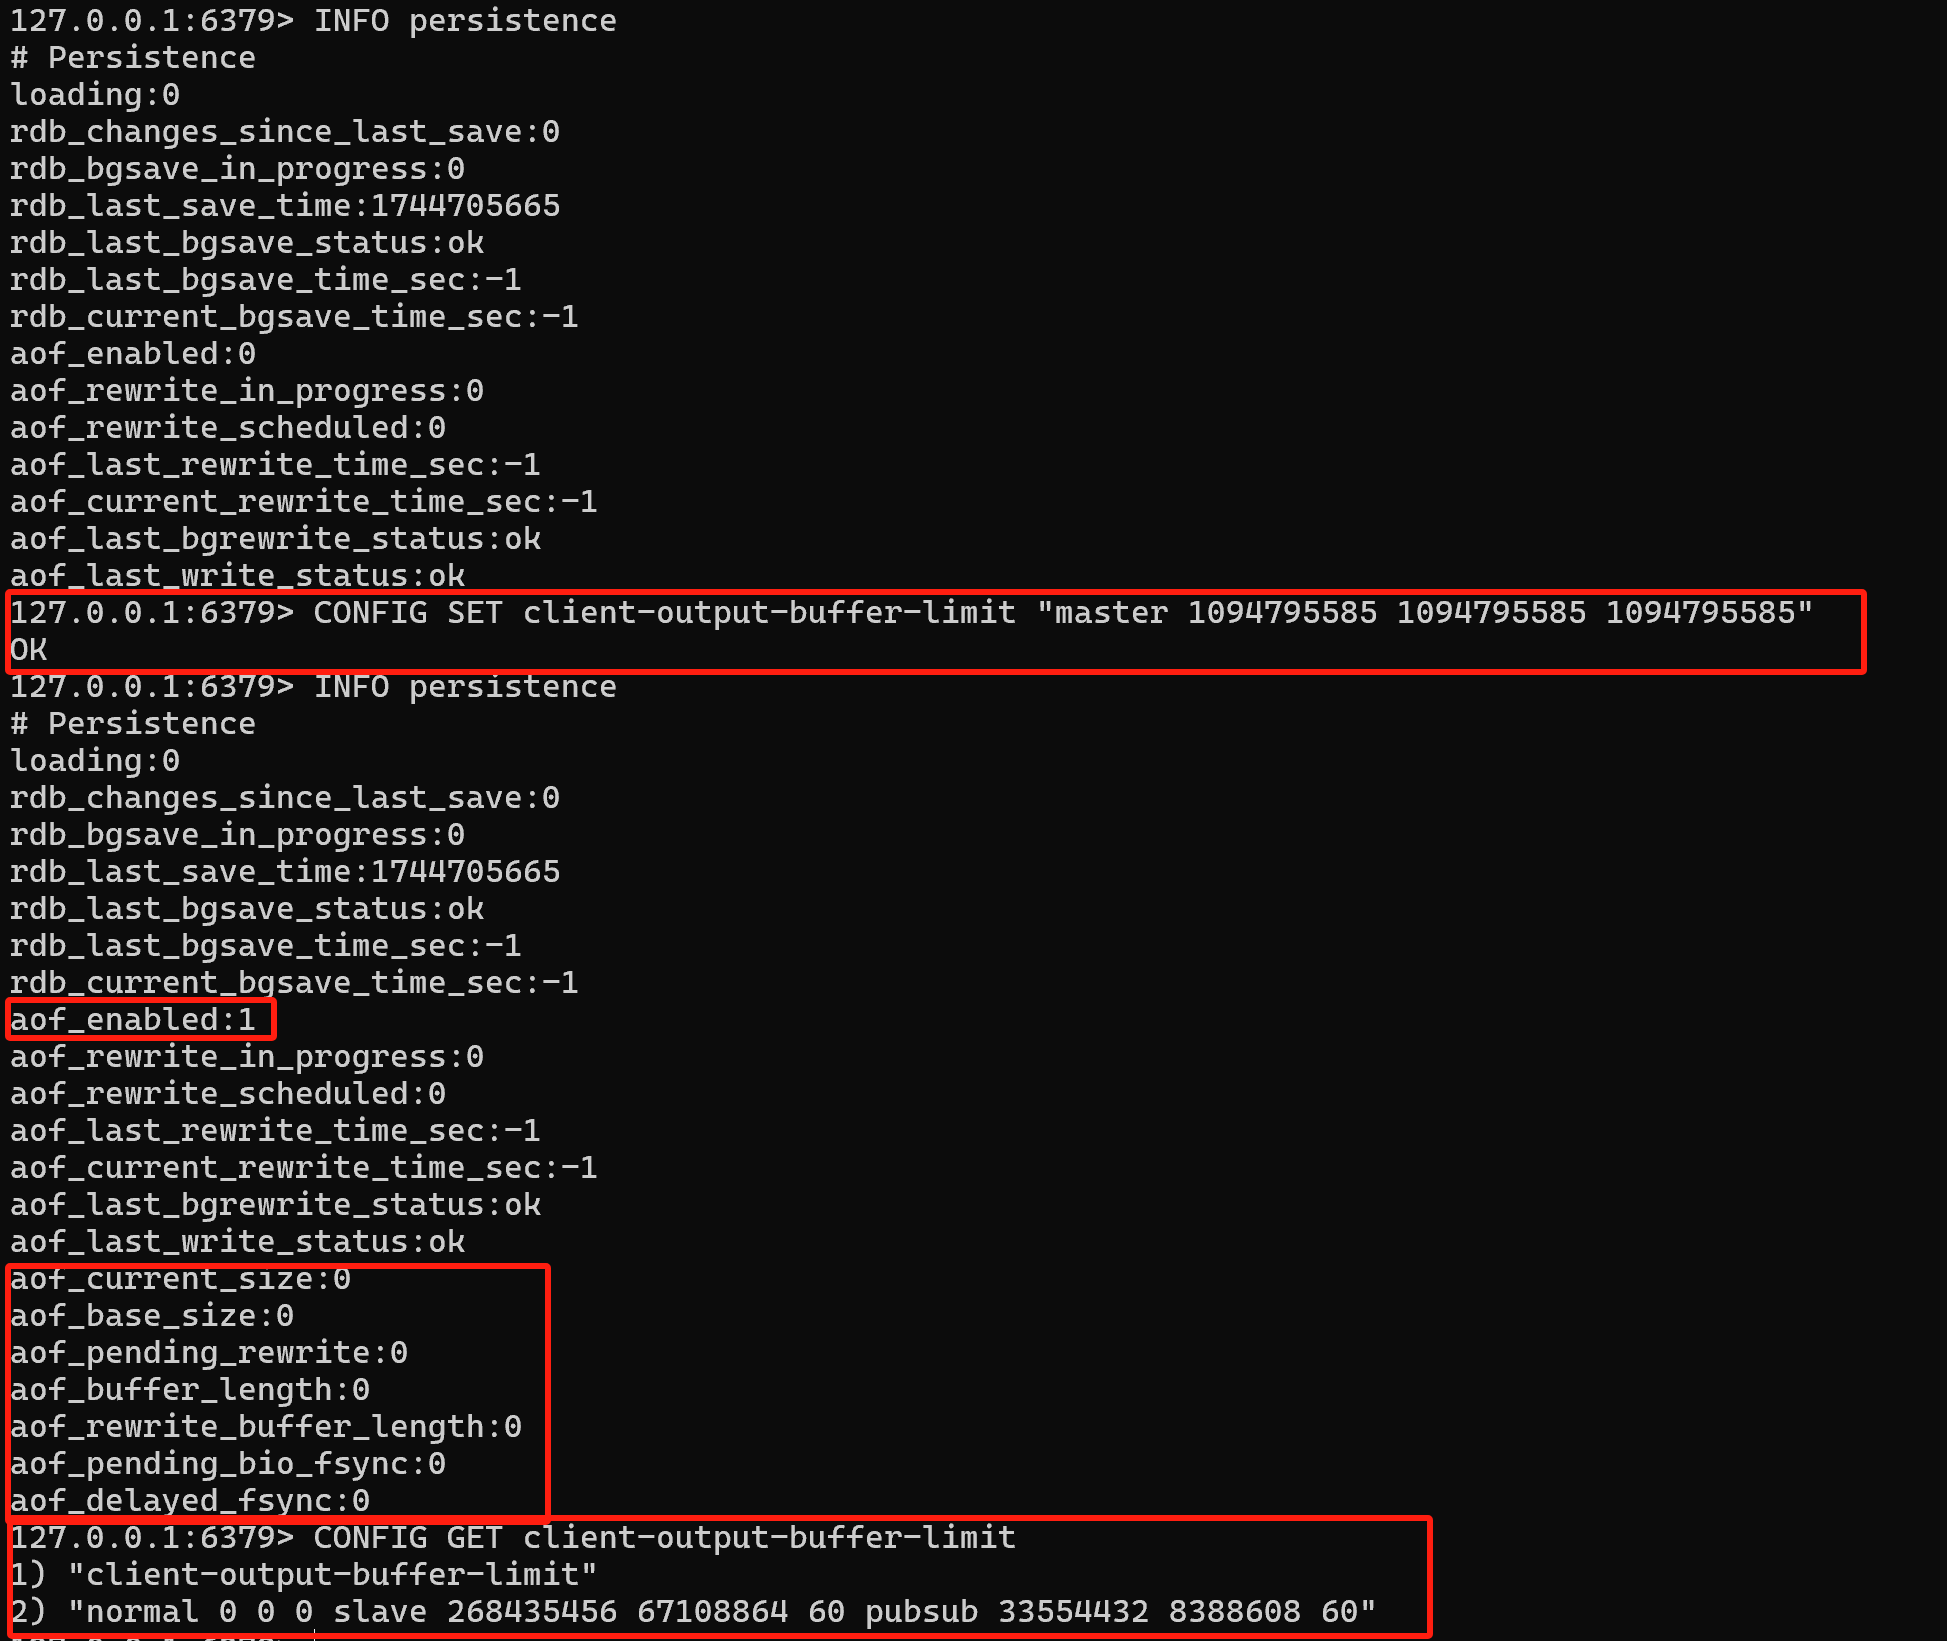 127.0.0.1:6379> INFO persistence
# Persistence
loading:0
rdb_changes_since_last_save:0
rdb_bgsave_in_progress:0
rdb_last_save_time:1744705665
rdb_last_bgsave_status:ok
rdb_last_bgsave_time_sec:-1
rdb_current_bgsave_time_sec:-1
aof_enabled:0
aof_rewrite_in_progress:0
aof_rewrite_scheduled:0
aof_last_rewrite_time_sec:-1
aof_current_rewrite_time_sec:-1
aof_last_bgrewrite_status:ok
aof_last_write_status:ok
127.0.0.1:6379> CONFIG SET client-output-buffer-limit "master 1094795585 1094795585 1094795585"
OK
127.0.0.1:6379> INFO persistence
# Persistence
loading:0
rdb_changes_since_last_save:0
rdb_bgsave_in_progress:0
rdb_last_save_time:1744705665
rdb_last_bgsave_status:ok
rdb_last_bgsave_time_sec:-1
rdb_current_bgsave_time_sec:-1
aof_enabled:1
aof_rewrite_in_progress:0
aof_rewrite_scheduled:0
aof_last_rewrite_time_sec:-1
aof_current_rewrite_time_sec:-1
aof_last_bgrewrite_status:ok
aof_last_write_status:ok
aof_current_size:0
aof_base_size:0
aof_pending_rewrite:0
aof_buffer_length:0
aof_rewrite_buffer_length:0
aof_pending_bio_fsync:0
aof_delayed_fsync:0
127.0.0.1:6379> CONFIG GET client-output-buffer-limit
1) "client-output-buffer-limit"
2) "normal 0 0 0 slave 268435456 67108864 60 pubsub 33554432 8388608 60"